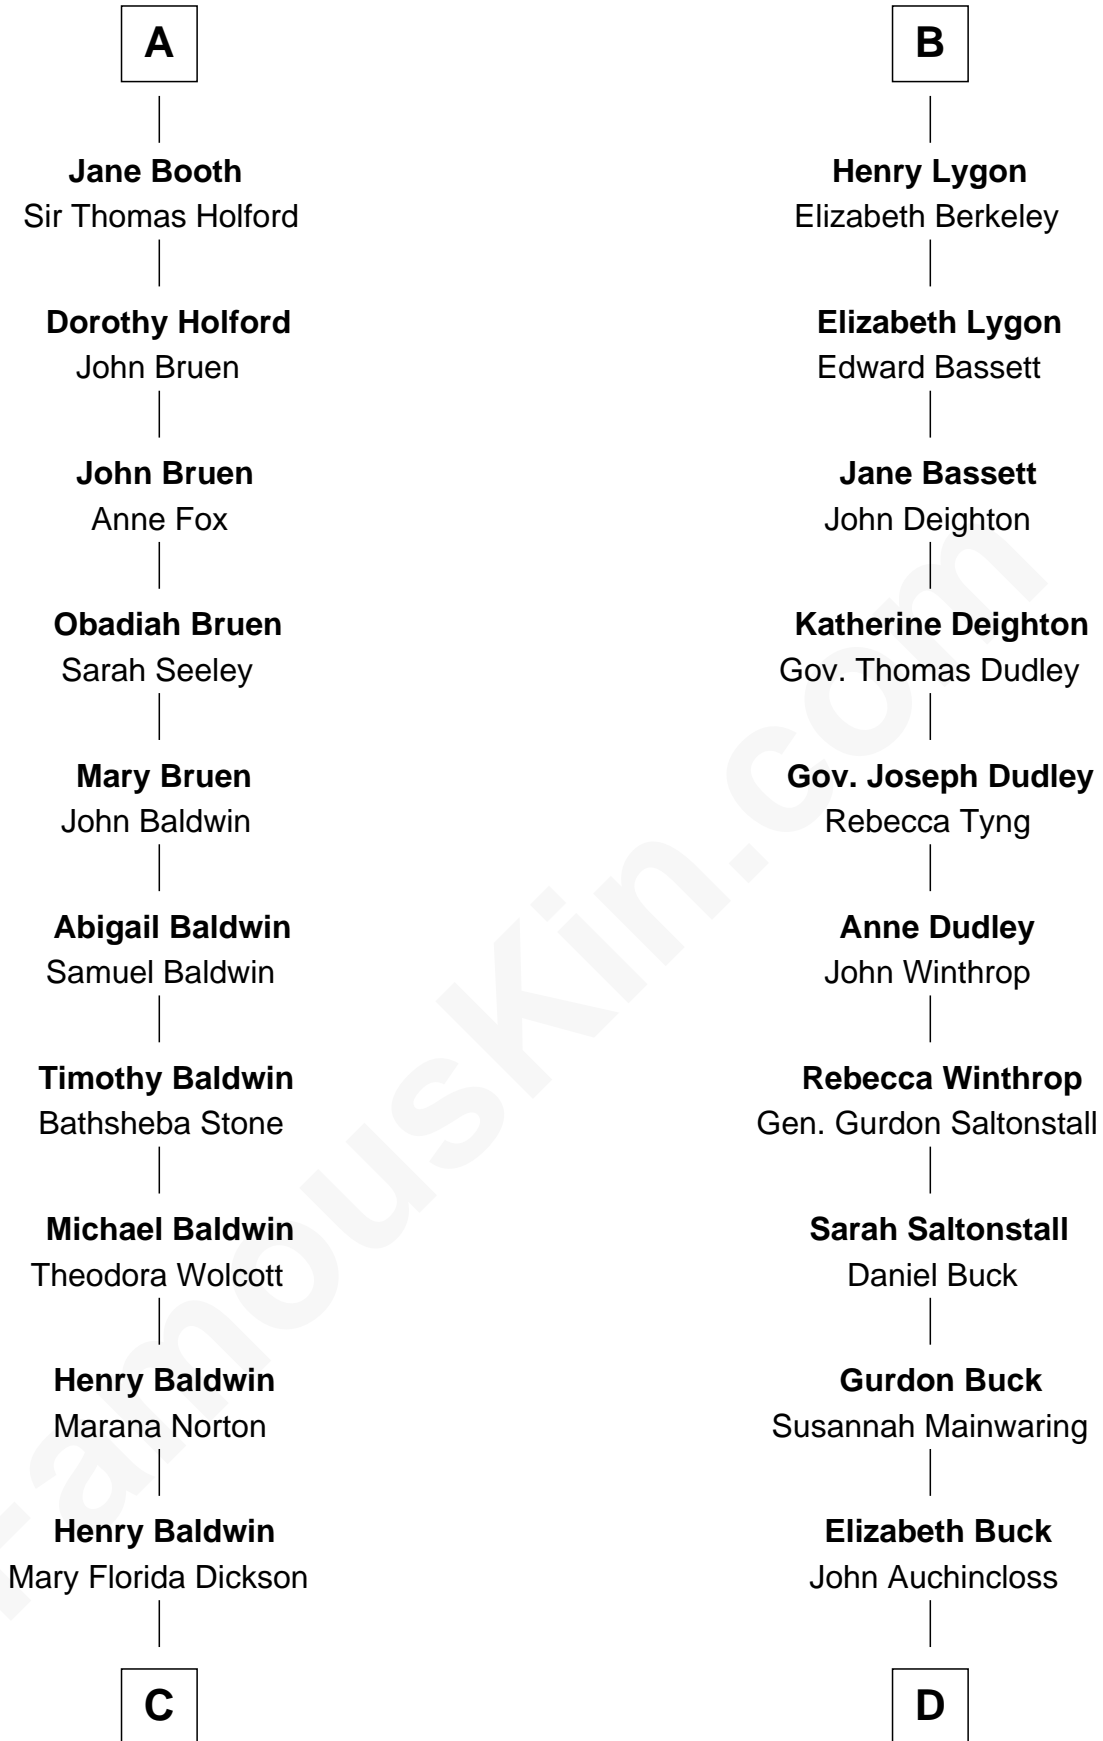 A
Jane Booth
Sir Thomas Holford
Dorothy Holford
John Bruen
John Bruen
Anne Fox
Obadiah Bruen
Sarah Seeley
Mary Bruen
John Baldwin
Abigail Baldwin
Samuel Baldwin
Timothy Baldwin
Bathsheba Stone
Michael Baldwin
Theodora Wolcott
Henry Baldwin
Marana Norton
Henry Baldwin
Mary Florida Dickson
C
B
Henry Lygon
Elizabeth Berkeley
Elizabeth Lygon
Edward Bassett
Jane Bassett
John Deighton
Katherine Deighton
Gov. Thomas Dudley
Gov. Joseph Dudley
Rebecca Tyng
Anne Dudley
John Winthrop
Rebecca Winthrop
Gen. Gurdon Saltonstall
Sarah Saltonstall
Daniel Buck
Gurdon Buck
Susannah Mainwaring
Elizabeth Buck
John Auchincloss
D
FamousKin.com